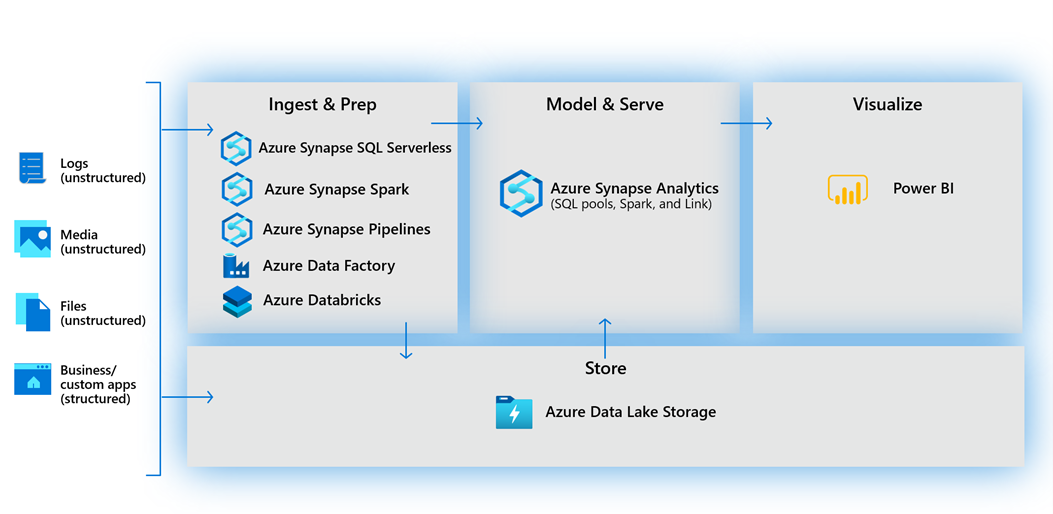 Logs
(unstructured)
Media
(unstructured)
Files
(unstructured)
Business/
custom apps
(structured)
Ingest & Prep
Azure Synapse SQL Serverless
Azure Synapse Spark
Azure Synapse Pipelines
Azure Data Factory
Azure Databricks
Model & Serve
Azure Synapse Analytics
(SQL pools, Spark, and Link)
Visualize
Power BI
Store
Azure Data Lake Storage